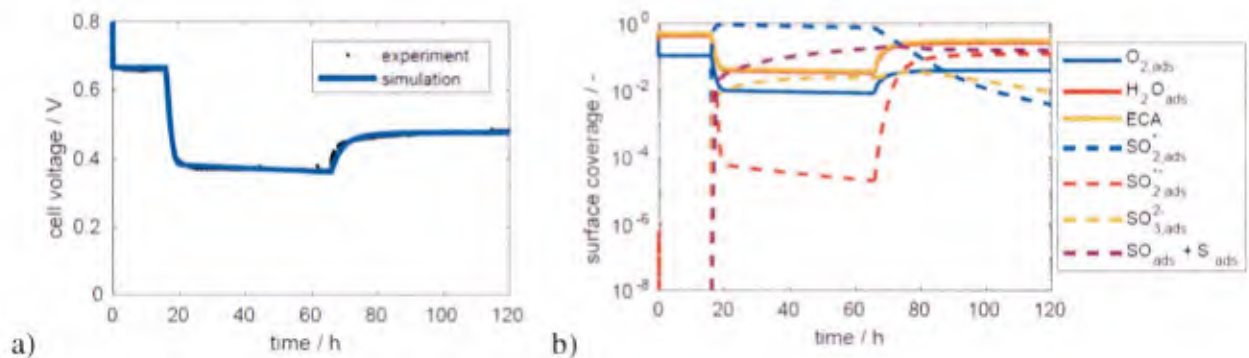 0.8
0.6
0.4
0.2
0
cell voltage / V
0 20 40 60 80 100 120
time / h
experiment
simulation
a)
10^0
10^-2
10^-4
10^-6
10^-8
surface coverage / -
0 20 40 60 80 100 120
time / h
b)
O2,ads
H2Oads
ECA
SO*2,ads
SO**2,ads
SO2-3,ads
SOads + Sads